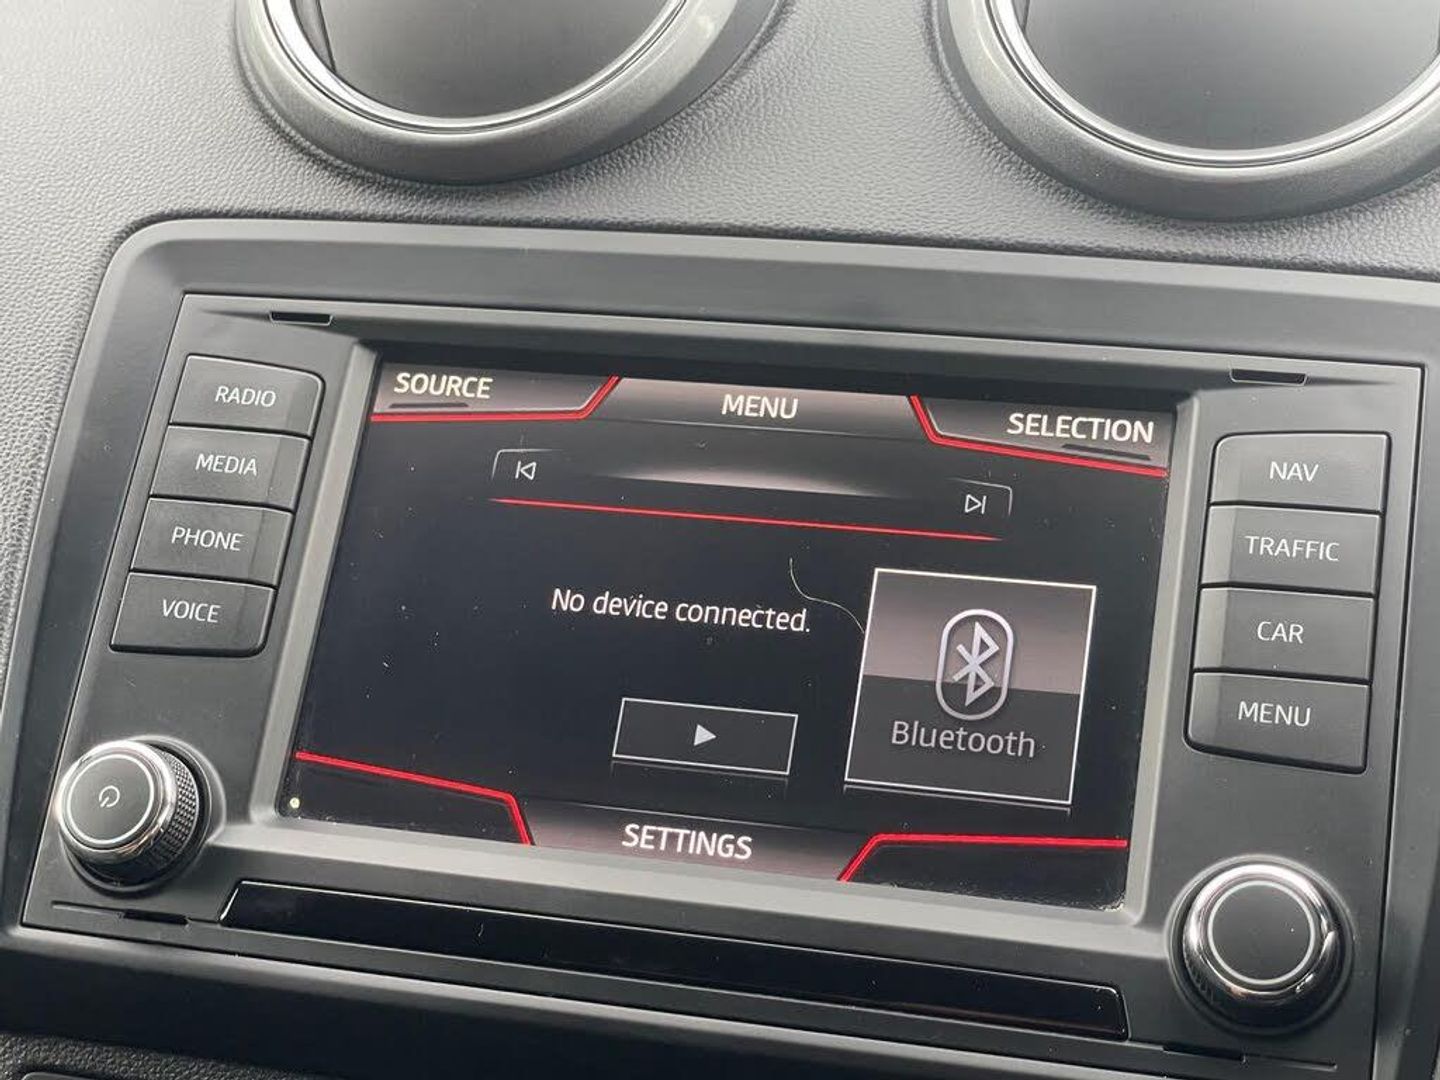 SOURCE
MENU
SELECTION
RADIO
MEDIA
PHONE
VOICE
No device connected.
Bluetooth
SETTINGS
NAV
TRAFFIC
CAR
MENU